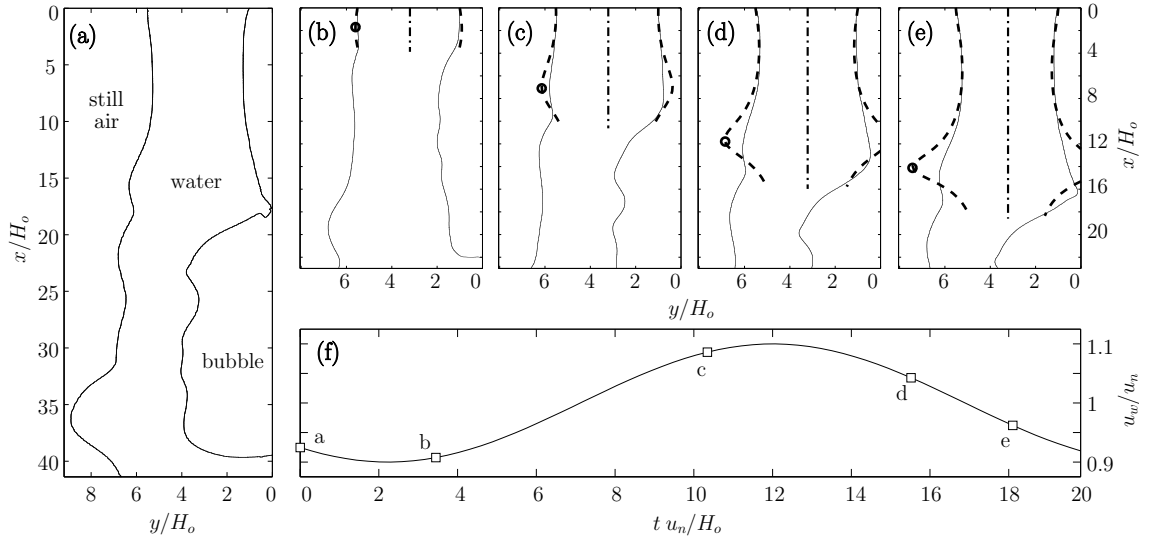 (a)
0
5
10
15
20
25
30
35
40
x/H_o
still
air
water
bubble
8 6 4 2 0
y/H_o
(b) (c) (d) (e)
0
4
8
12
16
20
x/H_o
6 4 2 0 6 4 2 0 6 4 2 0 6 4 2 0
y/H_o
(f)
a b c d e
1.1
1
0.9
u_w/u_n
0 2 4 6 8 10 12 14 16 18 20
t u_n/H_o